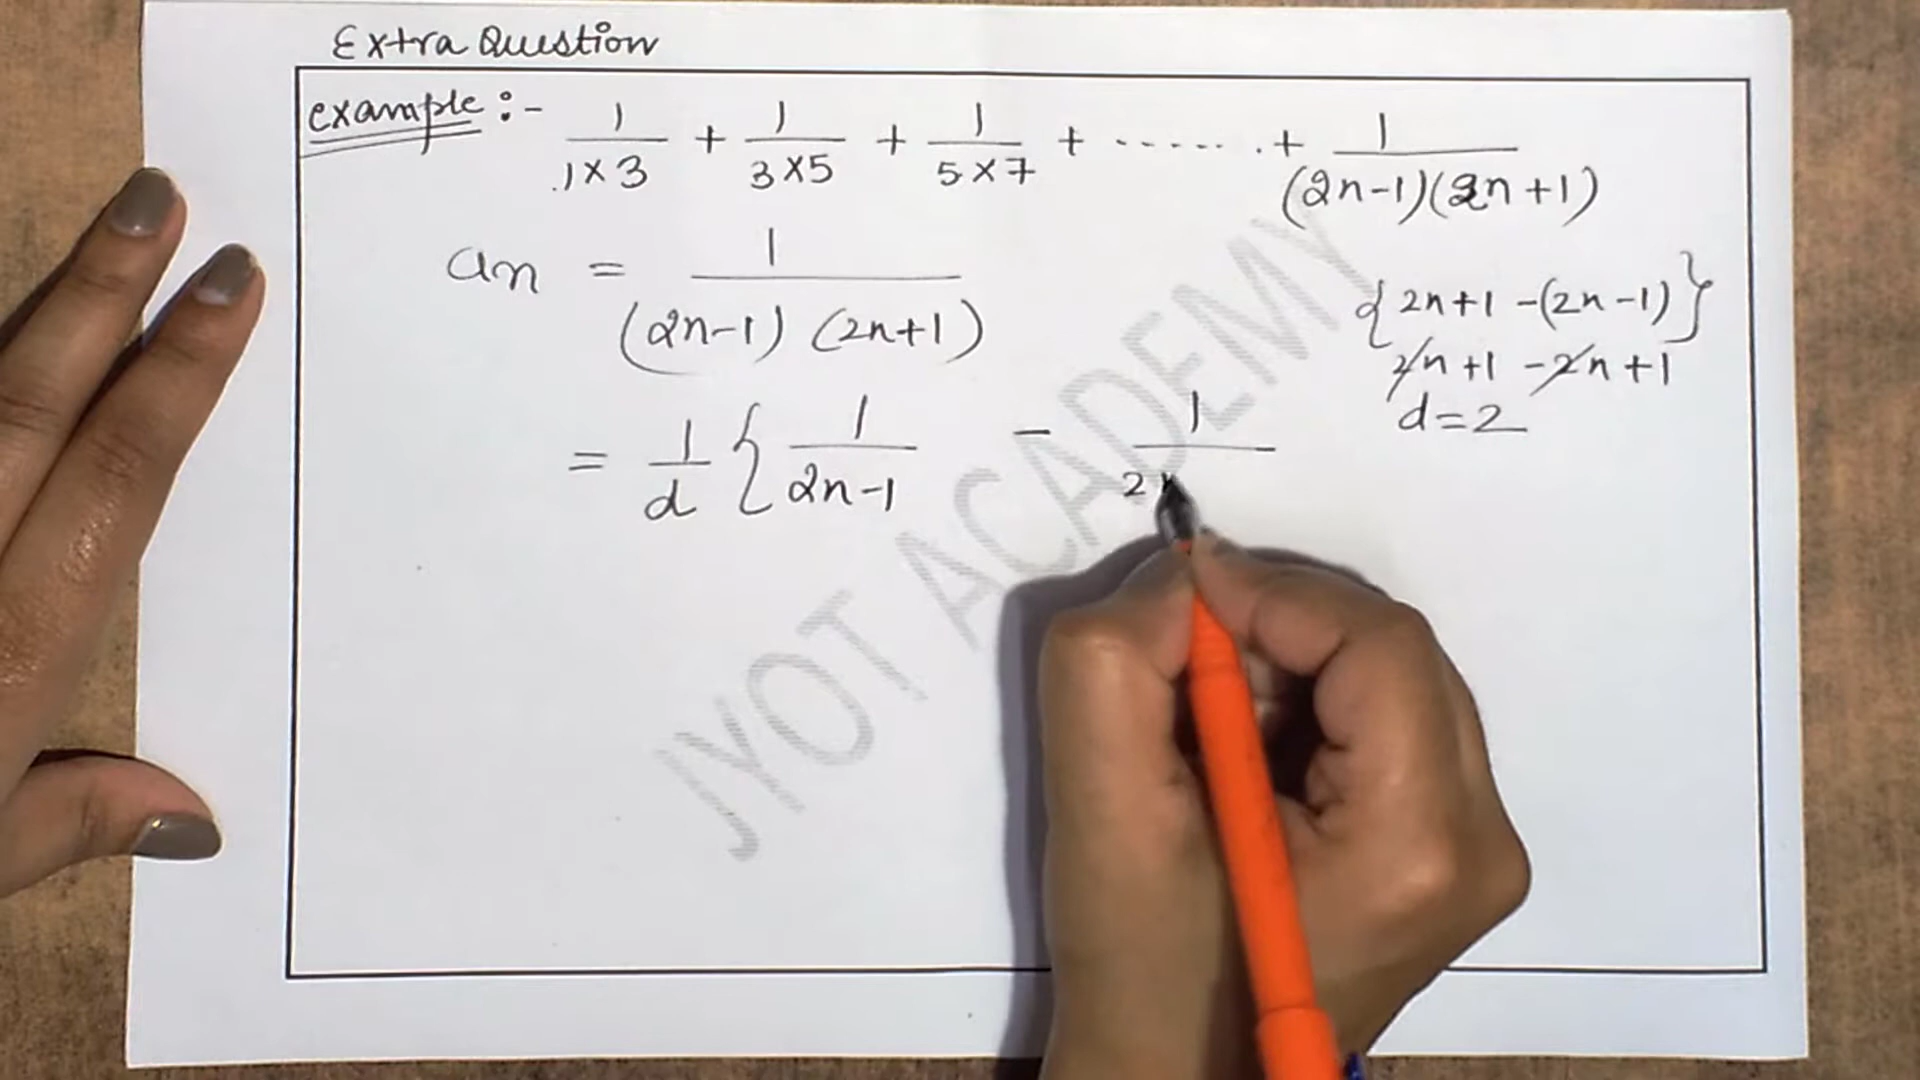 Extra Question
example :- 1/(1×3) + 1/(3×5) + 1/(5×7) + ...... + 1/((2n-1)(2n+1))
an = 1/((2n-1) (2n+1))
{2n+1 -(2n-1)}
2n+1 -2n+1
d=2
= 1/d { 1/(2n-1) - 1/2n
JYOT ACADEMY